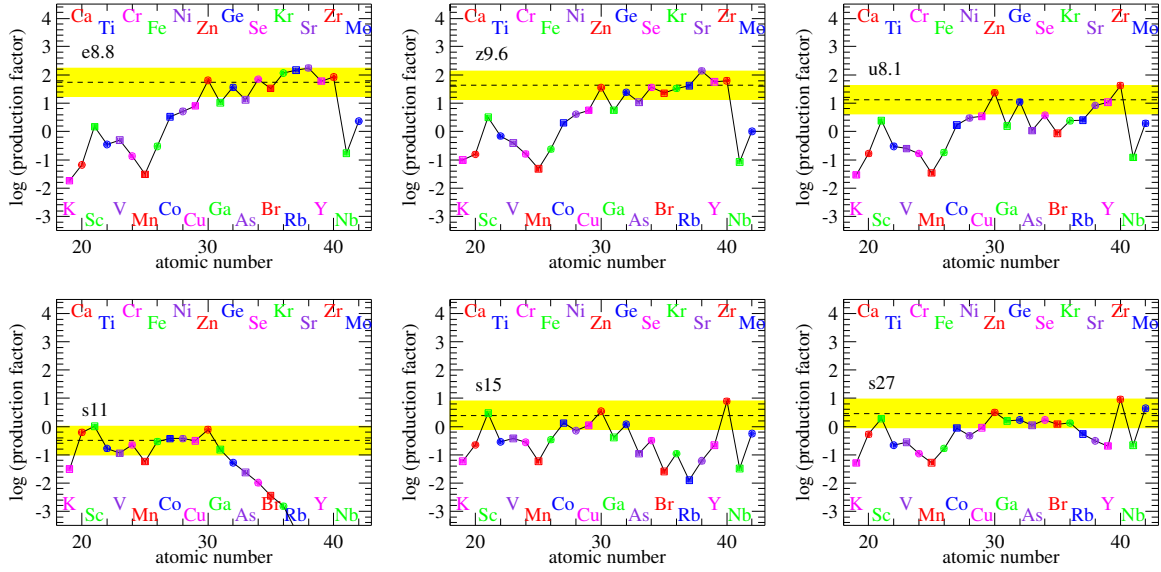 Ca Cr Ni Ge Kr Zr
Ti Fe Zn Se Sr Mo
e8.8
K V Co Ga Br Y
Sc Mn Cu As Rb Nb
4
3
2
1
0
-1
-2
-3
20 30 40
atomic number
log (production factor)
Ca Cr Ni Ge Kr Zr
Ti Fe Zn Se Sr Mo
z9.6
K V Co Ga Br Y
Sc Mn Cu As Rb Nb
4
3
2
1
0
-1
-2
-3
20 30 40
atomic number
log (production factor)
Ca Cr Ni Ge Kr Zr
Ti Fe Zn Se Sr Mo
u8.1
K V Co Ga Br Y
Sc Mn Cu As Rb Nb
4
3
2
1
0
-1
-2
-3
20 30 40
atomic number
log (production factor)
Ca Cr Ni Ge Kr Zr
Ti Fe Zn Se Sr Mo
s11
K V Co Ga Br Y
Sc Mn Cu As Rb Nb
4
3
2
1
0
-1
-2
-3
20 30 40
atomic number
log (production factor)
Ca Cr Ni Ge Kr Zr
Ti Fe Zn Se Sr Mo
s15
K V Co Ga Br Y
Sc Mn Cu As Rb Nb
4
3
2
1
0
-1
-2
-3
20 30 40
atomic number
log (production factor)
Ca Cr Ni Ge Kr Zr
Ti Fe Zn Se Sr Mo
s27
K V Co Ga Br Y
Sc Mn Cu As Rb Nb
4
3
2
1
0
-1
-2
-3
20 30 40
atomic number
log (production factor)